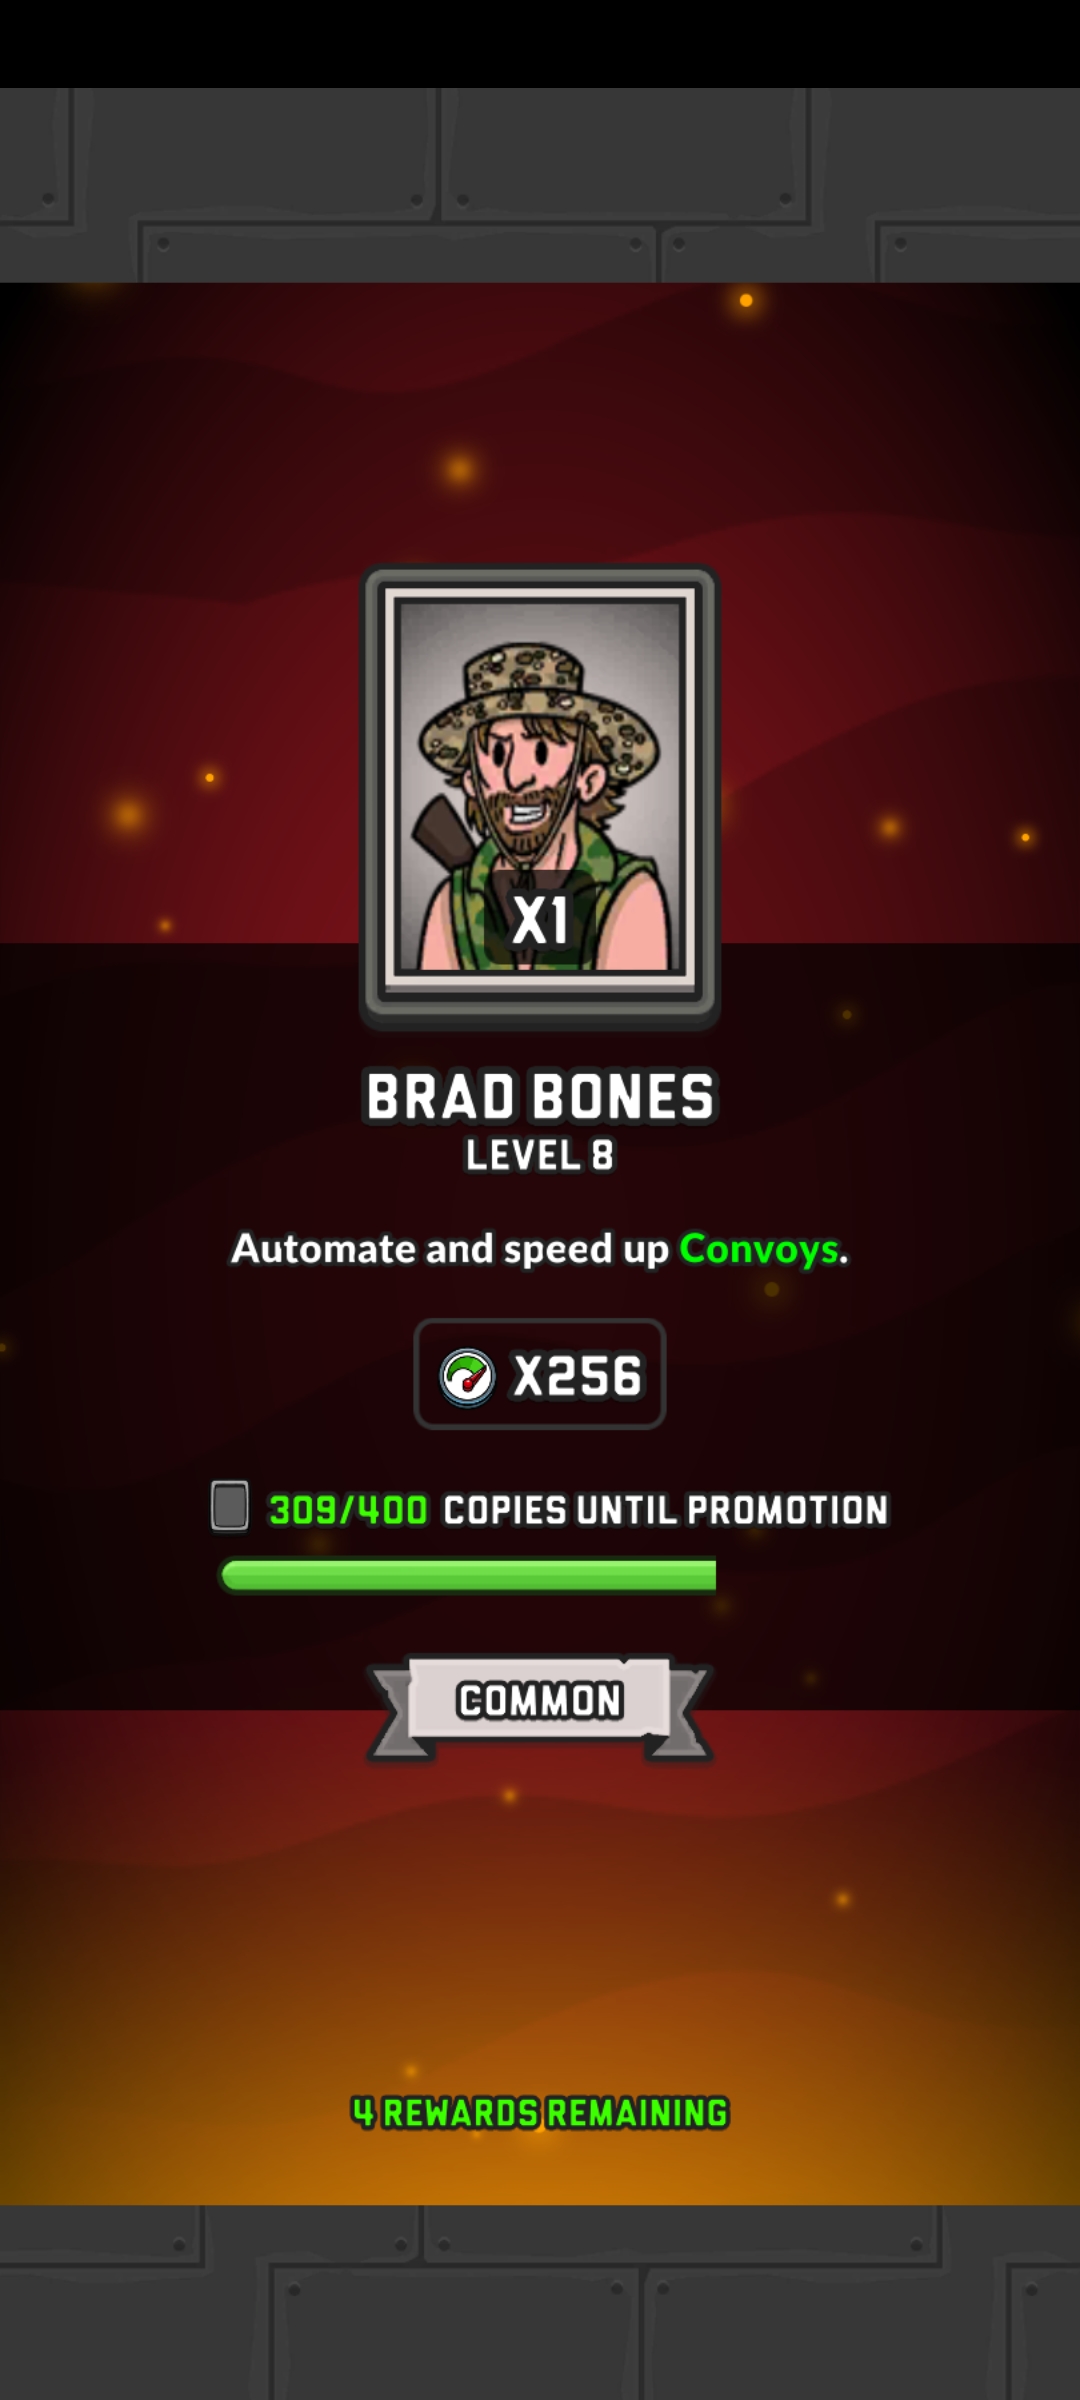 X1
BRAD BONES
LEVEL 8
Automate and speed up Convoys.
X256
309/400 COPIES UNTIL PROMOTION
COMMON
4 REWARDS REMAINING